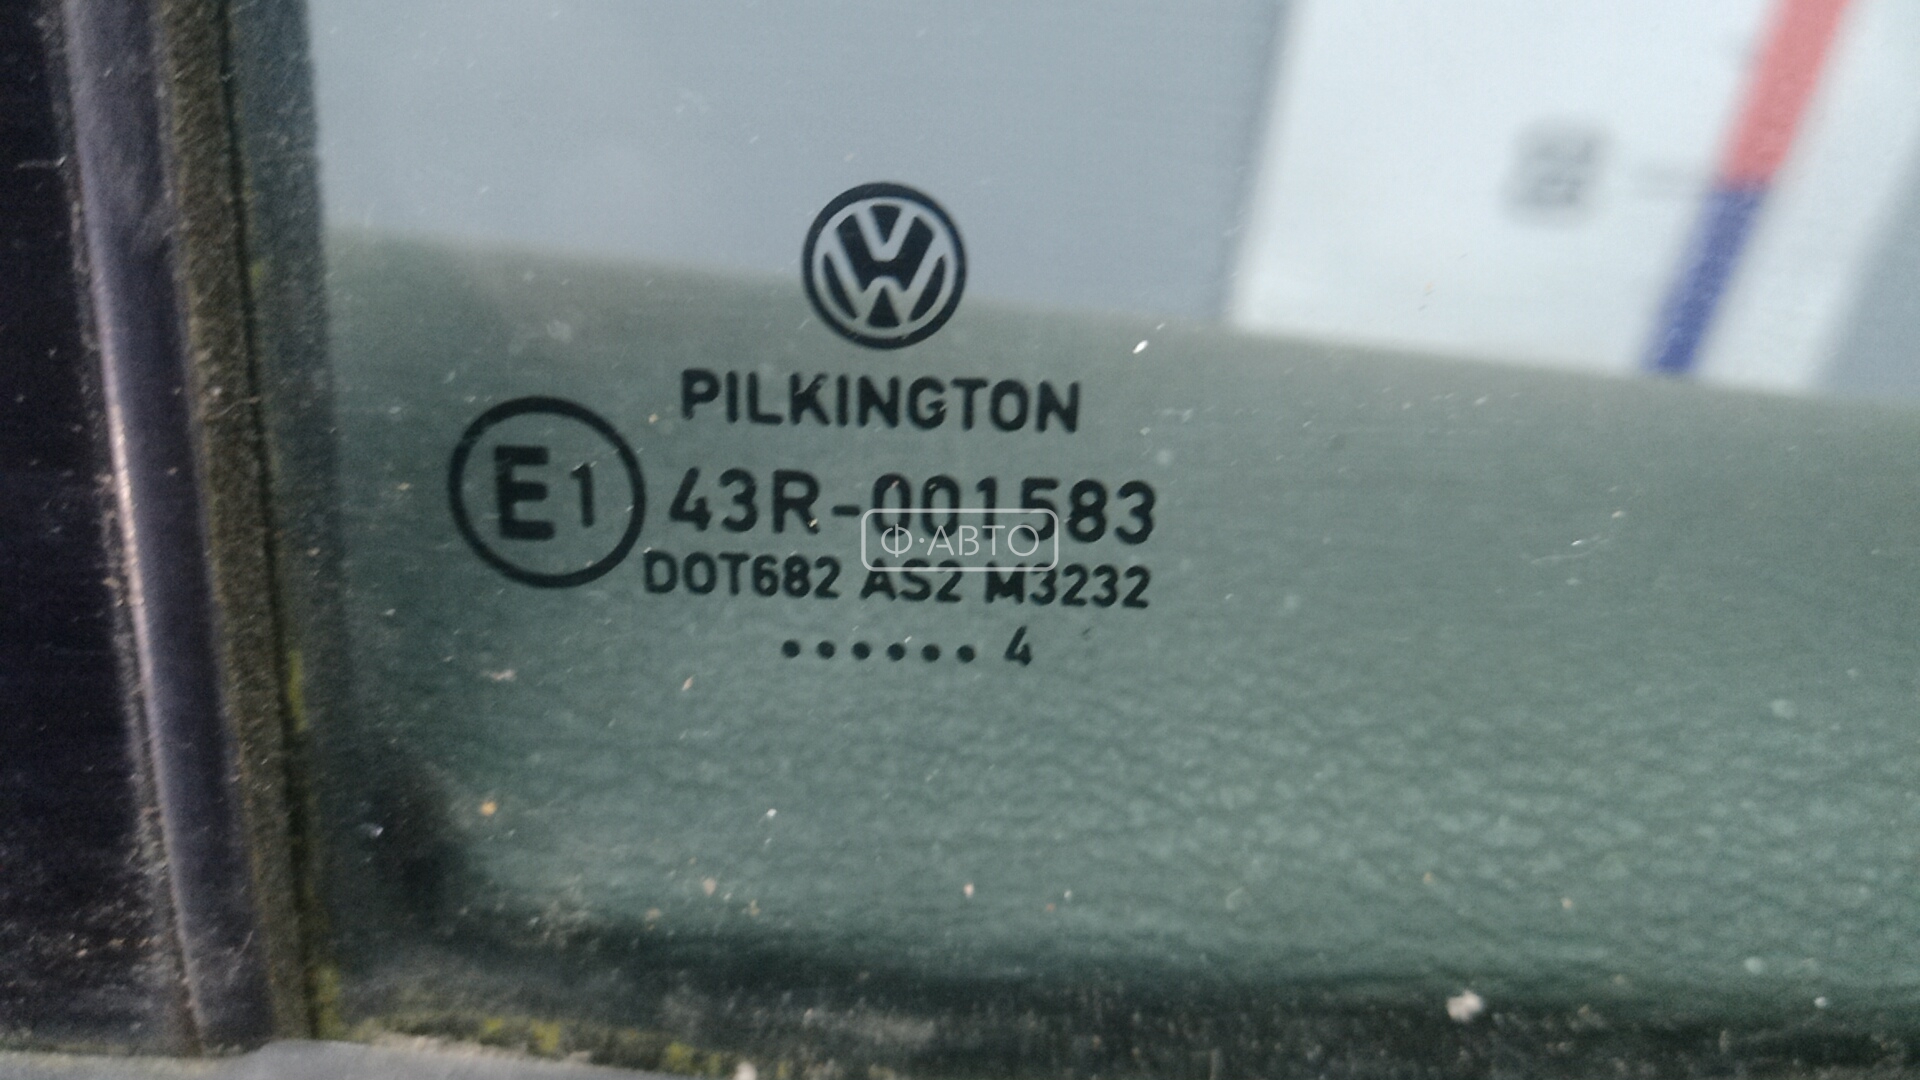 PILKINGTON
E1 43R-001583
Ф·АВТО
DOT682 AS2 M3232
...... 4